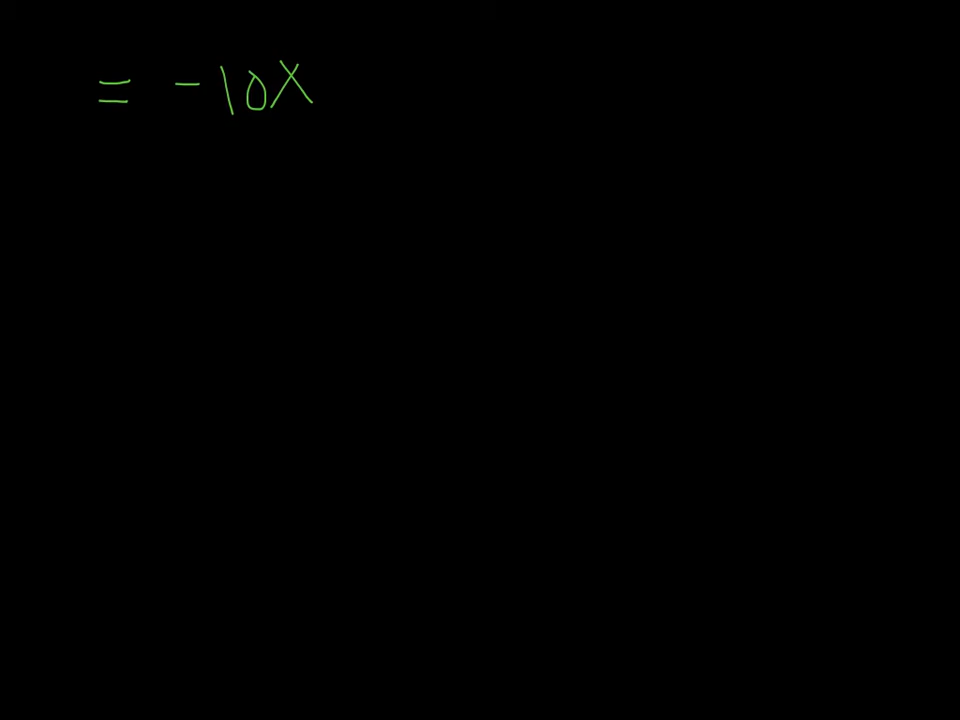 = -10X